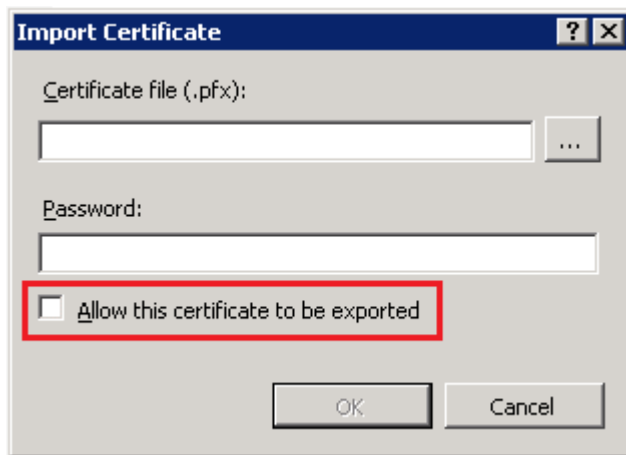 Import Certificate
Certificate file (.pfx):
...
Password:
Allow this certificate to be exported
OK Cancel